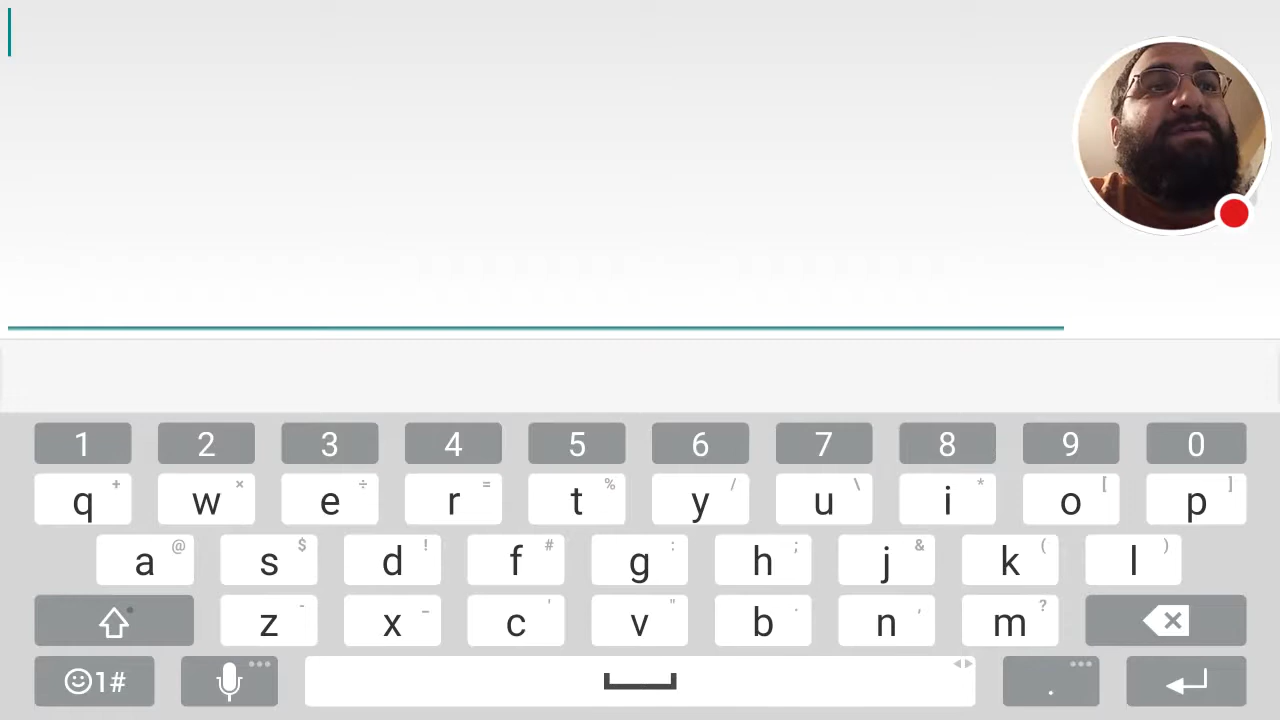 1 2 3 4 5 6 7 8 9 0
q + w × e ÷ r = t % y / u \ i * o [ p ]
a @ s $ d ! f # g : h ; j & k ( l )
z - x _ c ' v " b . n , m ?
1# .